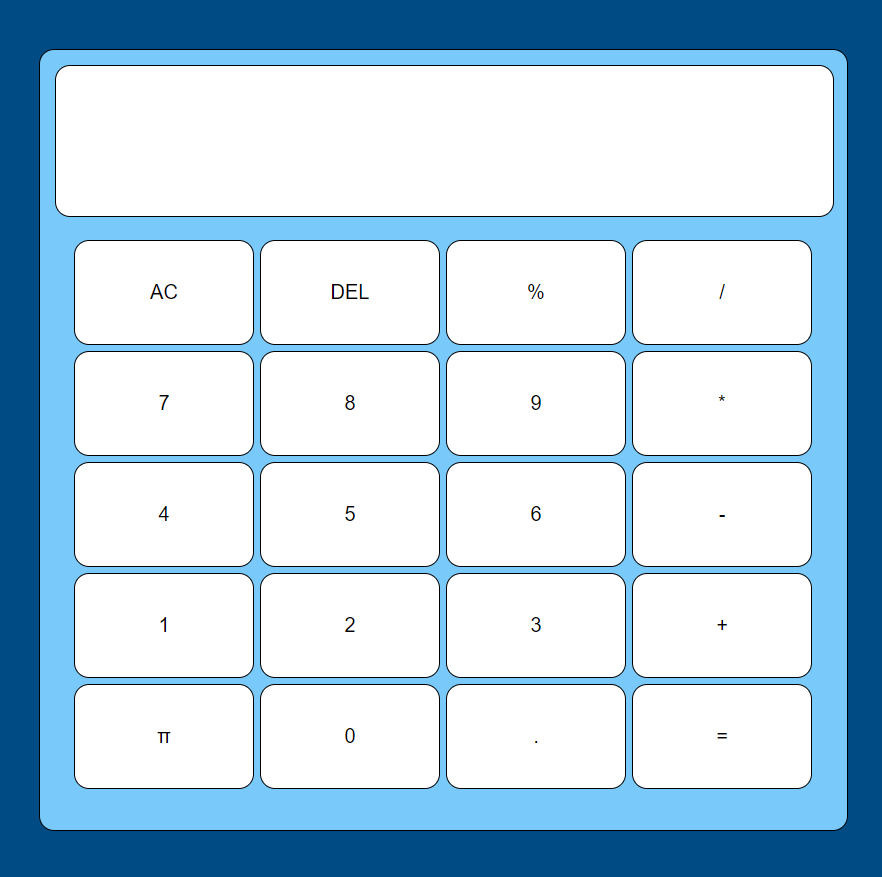 AC DEL % /
7 8 9 *
4 5 6 -
1 2 3 +
π 0 . =